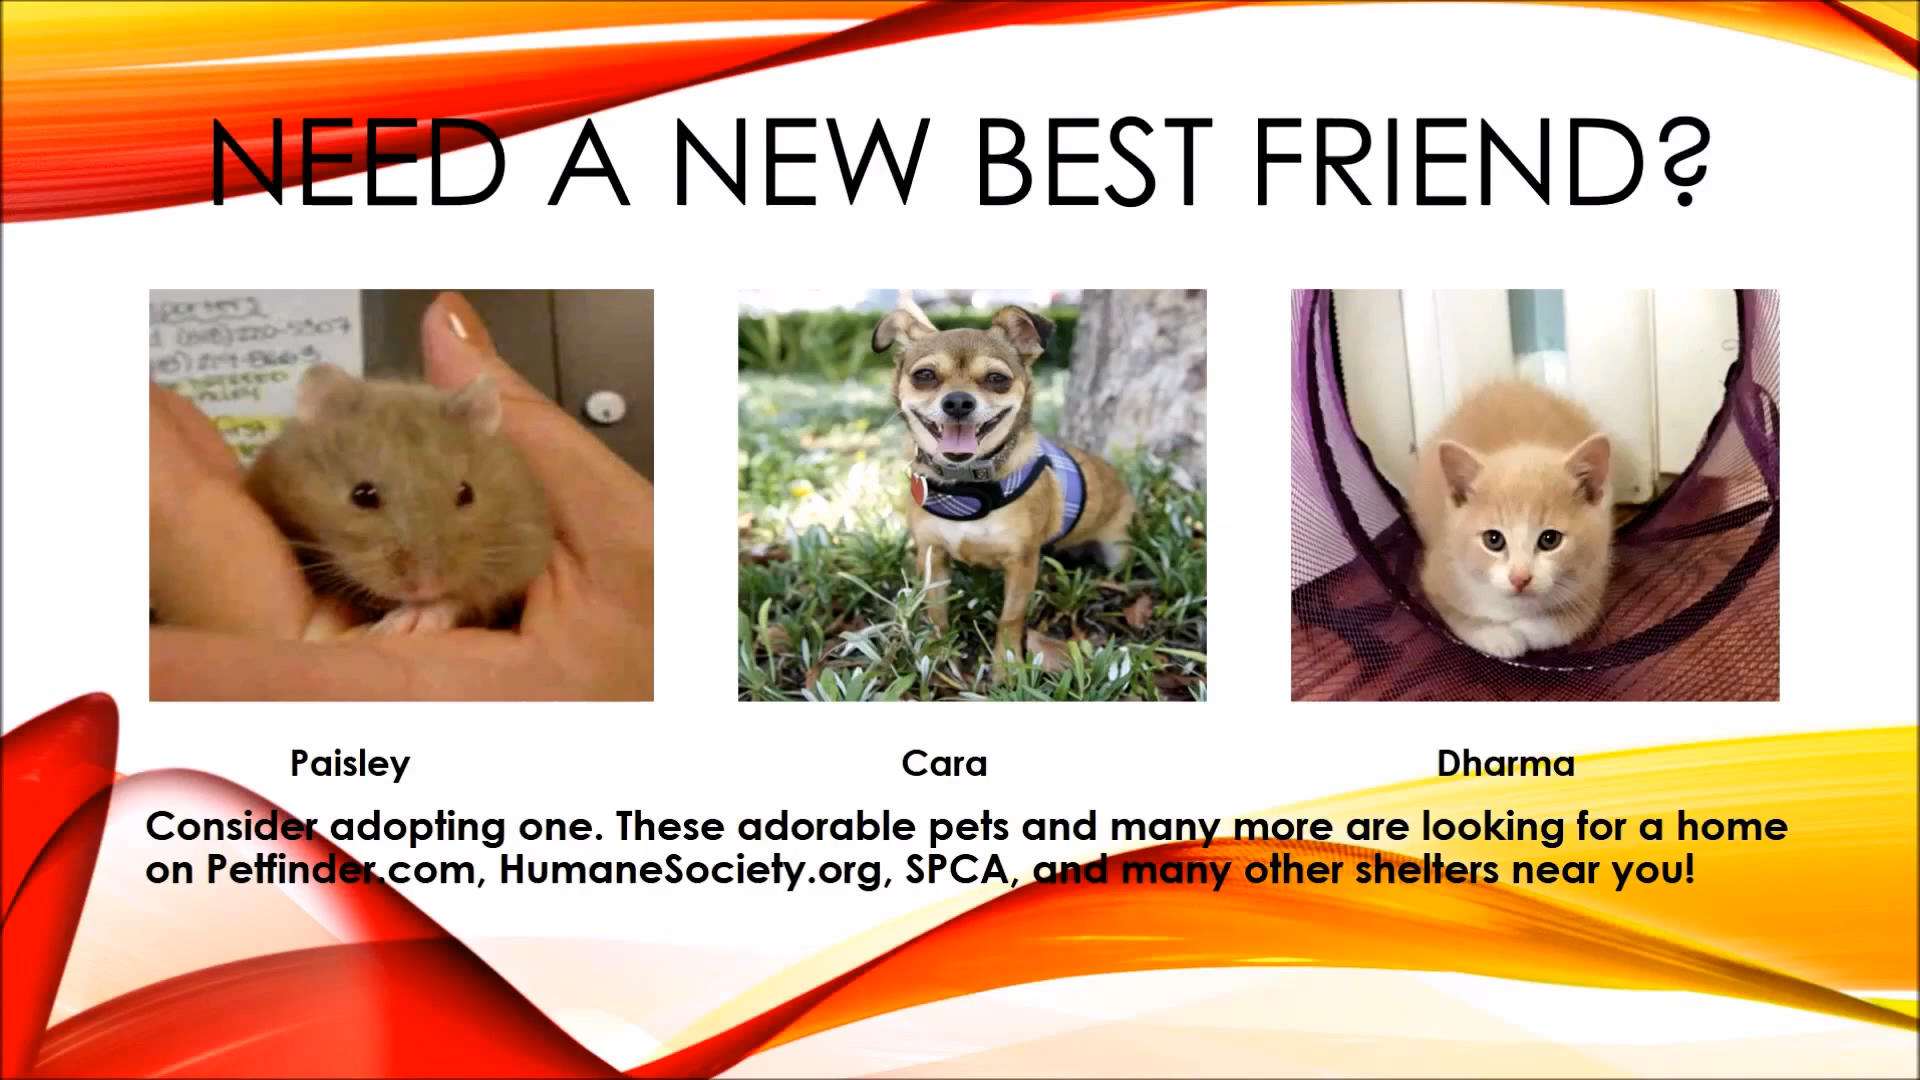 NEED A NEW BEST FRIEND?
porters
Paisley
Cara
Dharma
Consider adopting one. These adorable pets and many more are looking for a home
on Petfinder.com, HumaneSociety.org, SPCA, and many other shelters near you!